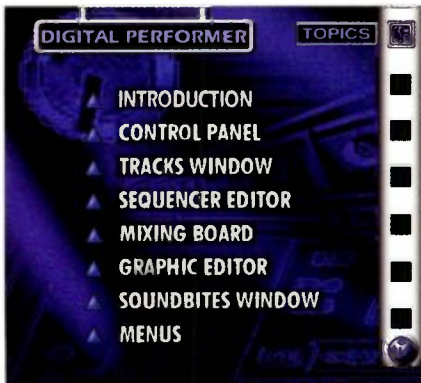 DIGITAL PERFORMER
TOPICS
INTRODUCTION
CONTROL PANEL
TRACKS WINDOW
SEQUENCER EDITOR
MIXING BOARD
GRAPHIC EDITOR
SOUNDBITES WINDOW
MENUS